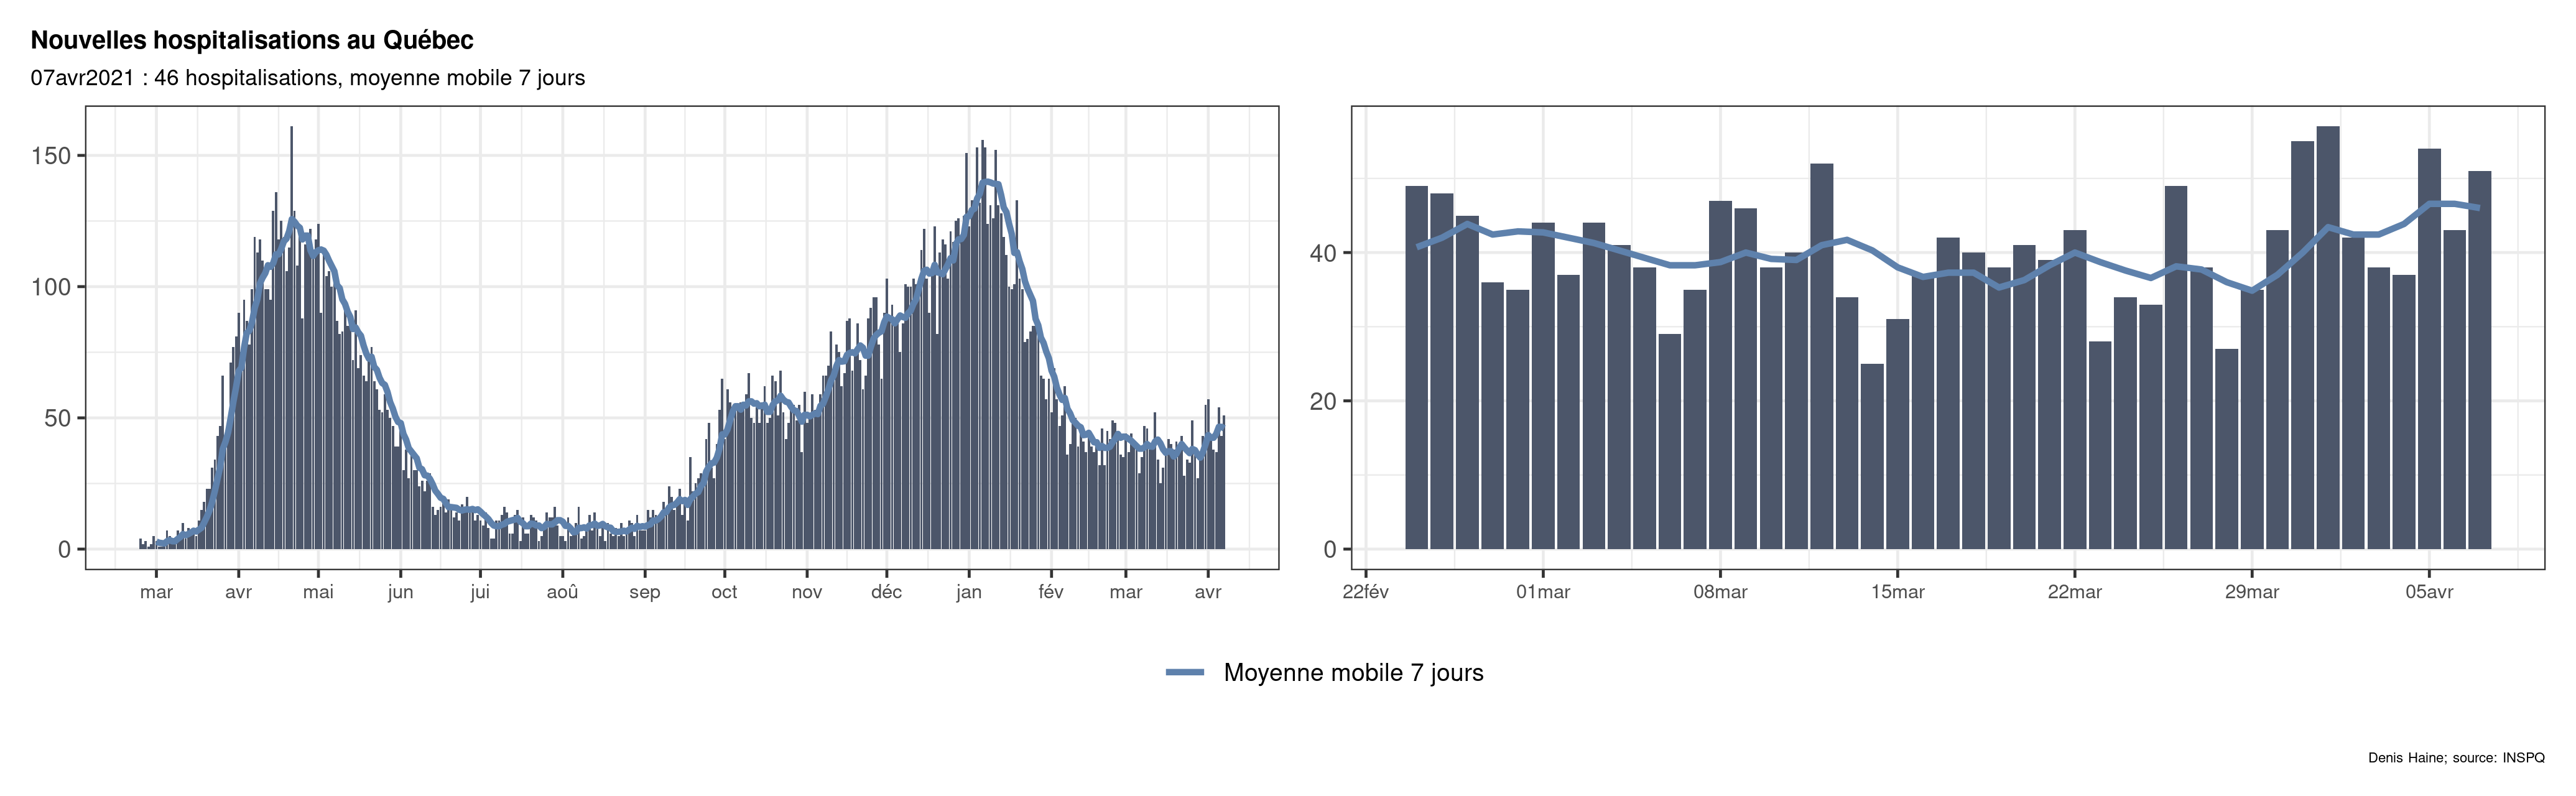 Nouvelles hospitalisations au Québec
07avr2021 : 46 hospitalisations, moyenne mobile 7 jours
150
100
50
0
mar avr mai jun jui aoû sep oct nov déc jan fév mar avr
40
20
0
22fév 01mar 08mar 15mar 22mar 29mar 05avr
Moyenne mobile 7 jours
Denis Haine; source: INSPQ